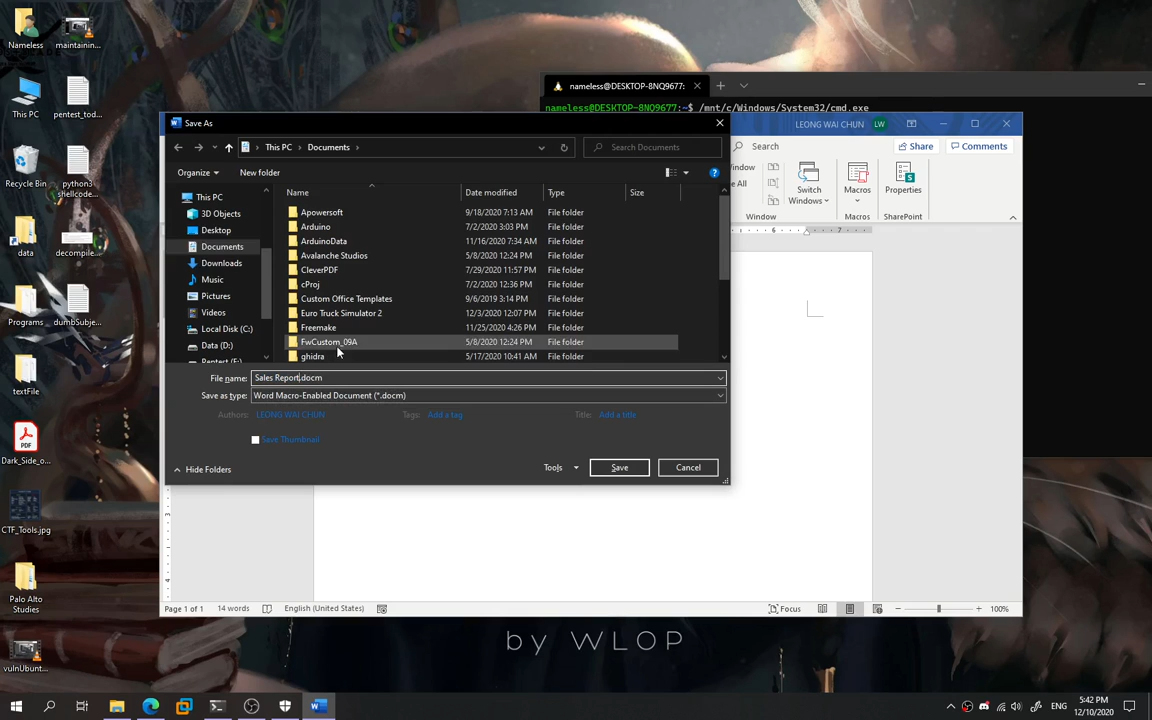 Nameless
maintainin...
This PC
pentest_tod...
Recycle Bin
python3
shellcode...
data
decompile...
Programs
dumbSubje...
textFile
PDF
Dark_Side_o...
CTF_Tools.jpg
Palo Alto
Studies
vulnUbunt...
nameless@DESKTOP-8NQ9677:
nameless@DESKTOP-8NQ9677:~$ /mnt/c/Windows/System32/cmd.exe
Save As
LEONG WAI CHUN
LW
This PC
Documents
Search Documents
Search
Share
Comments
Organize
New folder
This PC
3D Objects
Desktop
Documents
Downloads
Music
Pictures
Videos
Local Disk (C:)
Data (D:)
Pentest (E:)
Name
Date modified
Type
Size
Apowersoft 9/18/2020 7:13 AM File folder
Arduino 7/2/2020 3:03 PM File folder
ArduinoData 11/16/2020 7:34 AM File folder
Avalanche Studios 5/8/2020 12:24 PM File folder
CleverPDF 7/29/2020 11:57 PM File folder
cProj 7/2/2020 12:36 PM File folder
Custom Office Templates 9/6/2019 3:14 PM File folder
Euro Truck Simulator 2 12/3/2020 12:07 PM File folder
Freemake 11/25/2020 4:26 PM File folder
FwCustom_09A 5/8/2020 12:24 PM File folder
ghidra 5/17/2020 10:41 AM File folder
File name: Sales Report.docm
Save as type: Word Macro-Enabled Document (*.docm)
Authors: LEONG WAI CHUN
Tags: Add a tag
Title: Add a title
Save Thumbnail
Hide Folders
Tools
Save
Cancel
Window
Switch
Windows
Macros
Properties
Window
Macros
SharePoint
6
7
3
4
Page 1 of 1
14 words
English (United States)
Focus
100%
by WLOP
ENG
5:42 PM
12/10/2020